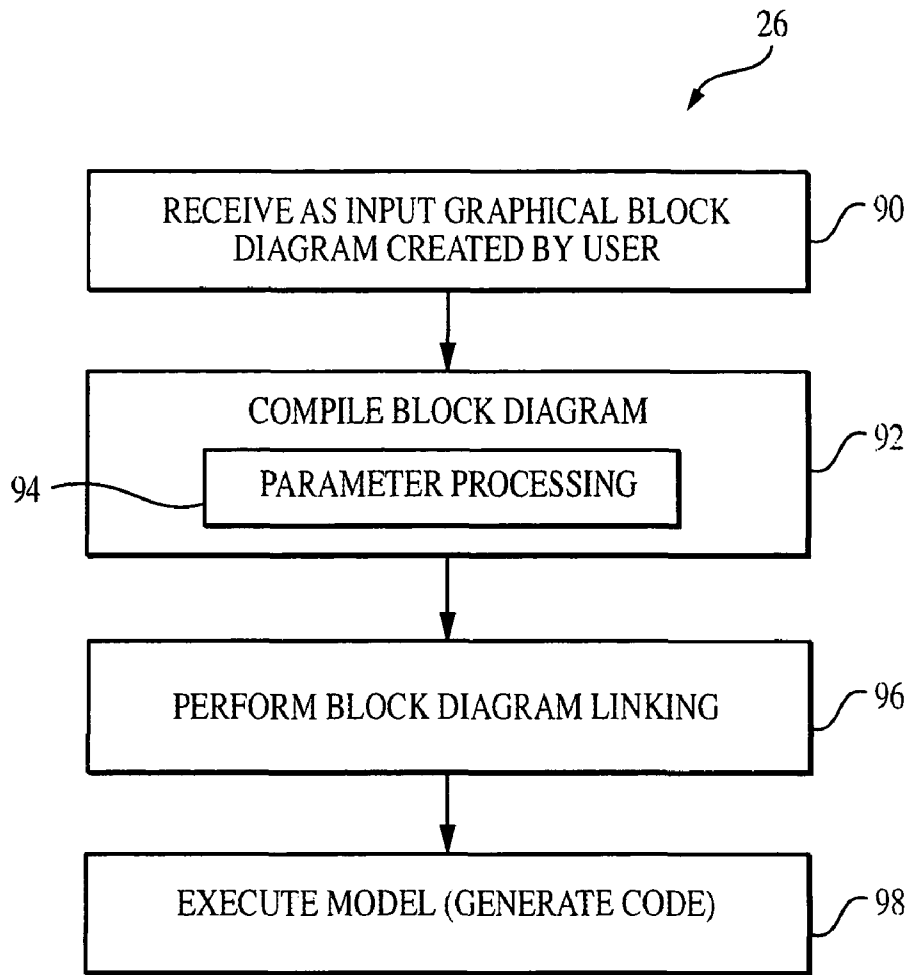 26
RECEIVE AS INPUT GRAPHICAL BLOCK
DIAGRAM CREATED BY USER
90
COMPILE BLOCK DIAGRAM
92
94
PARAMETER PROCESSING
PERFORM BLOCK DIAGRAM LINKING
96
EXECUTE MODEL (GENERATE CODE)
98